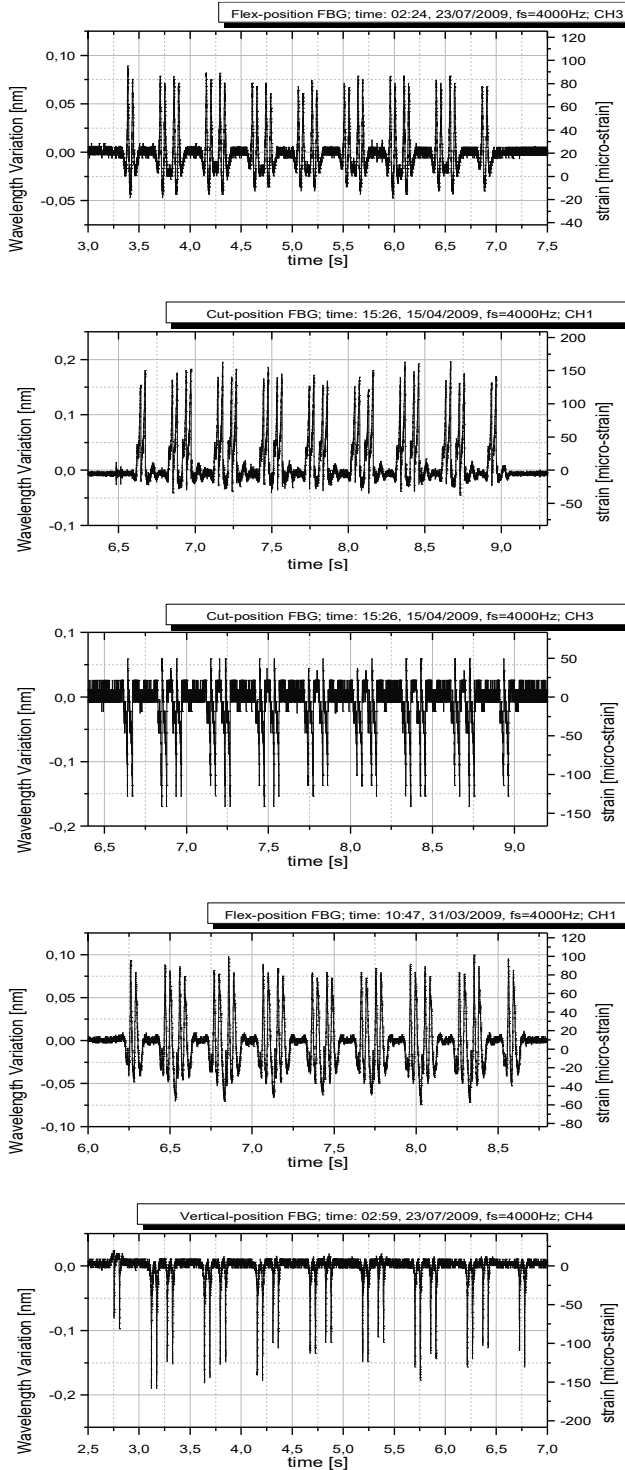 Flex-position FBG; time: 02:24, 23/07/2009, fs=4000Hz; CH3
Wavelength Variation [nm]
0,10
0,05
0,00
-0,05
120
100
80
60
40
20
0
-20
-40
strain [micro-strain]
3,0 3,5 4,0 4,5 5,0 5,5 6,0 6,5 7,0 7,5
time [s]
Cut-position FBG; time: 15:26, 15/04/2009, fs=4000Hz; CH1
Wavelength Variation [nm]
0,2
0,1
0,0
-0,1
200
150
100
50
0
-50
strain [micro-strain]
6,5 7,0 7,5 8,0 8,5 9,0
time [s]
Cut-position FBG; time: 15:26, 15/04/2009, fs=4000Hz; CH3
Wavelength Variation [nm]
0,1
0,0
-0,1
-0,2
50
0
-50
-100
-150
strain [micro-strain]
6,5 7,0 7,5 8,0 8,5 9,0
time [s]
Flex-position FBG; time: 10:47, 31/03/2009, fs=4000Hz; CH1
Wavelength Variation [nm]
0,10
0,05
0,00
-0,05
-0,10
120
100
80
60
40
20
0
-20
-40
-60
-80
strain [micro-strain]
6,0 6,5 7,0 7,5 8,0 8,5
time [s]
Vertical-position FBG; time: 02:59, 23/07/2009, fs=4000Hz; CH4
Wavelength Variation [nm]
0,0
-0,1
-0,2
0
-50
-100
-150
-200
strain [micro-strain]
2,5 3,0 3,5 4,0 4,5 5,0 5,5 6,0 6,5 7,0
time [s]